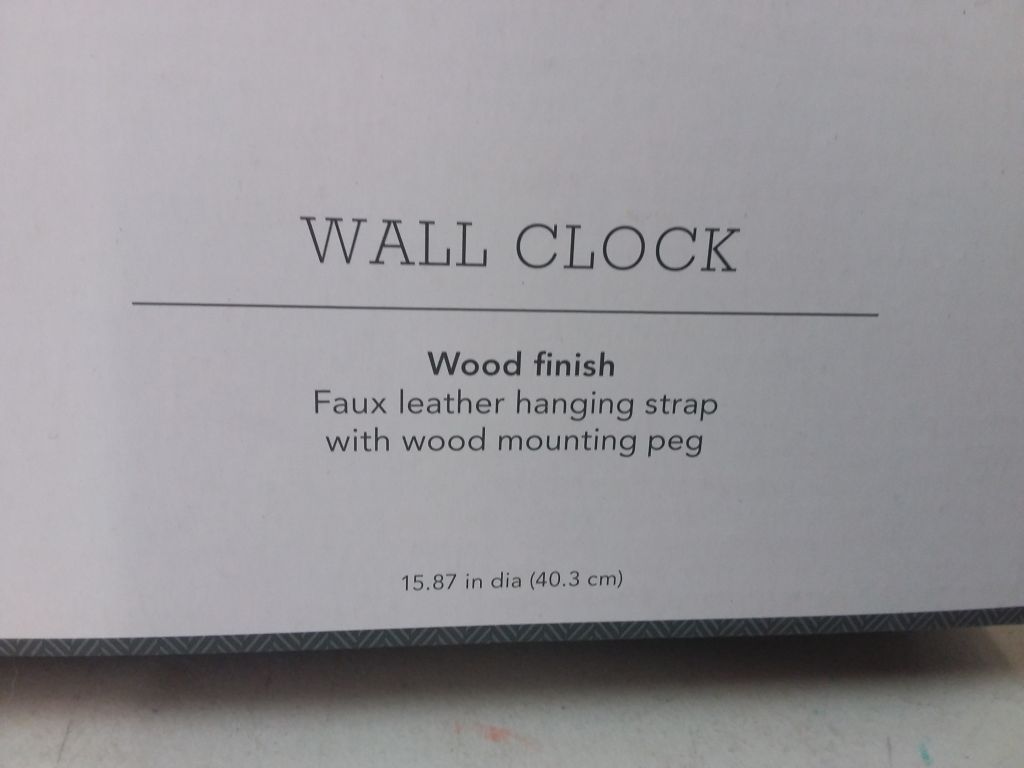 WALL CLOCK
Wood finish
Faux leather hanging strap
with wood mounting peg
15.87 in dia (40.3 cm)